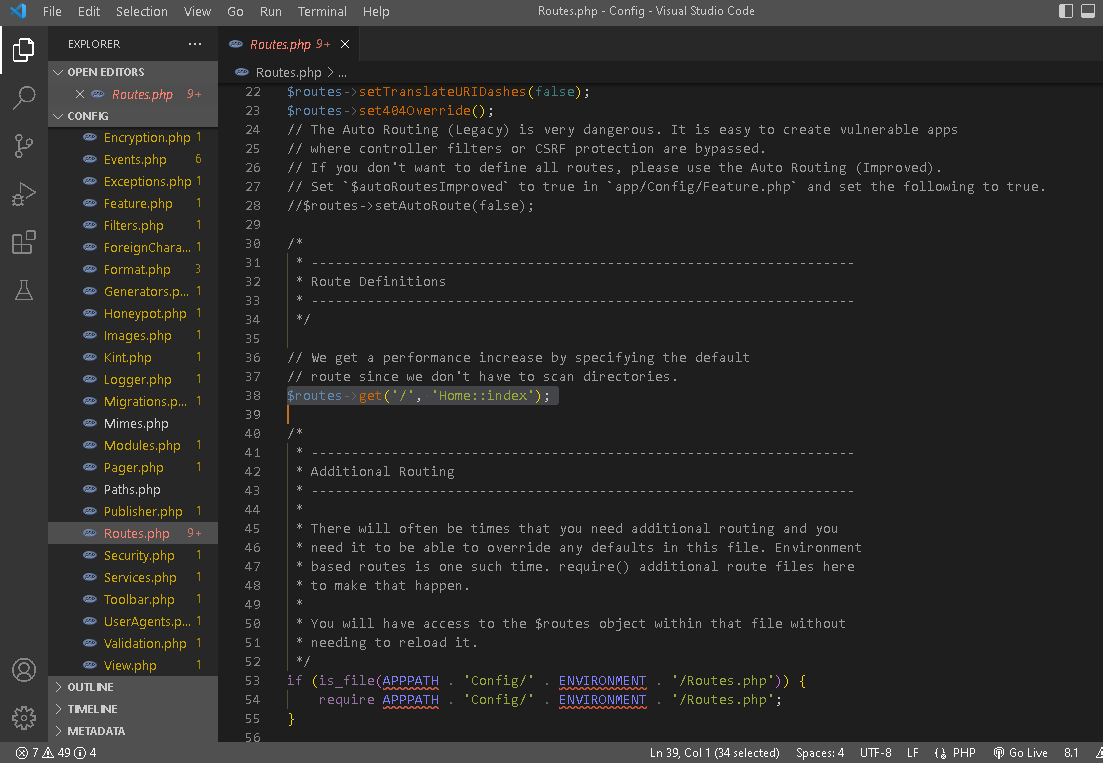 File Edit Selection View Go Run Terminal Help Routes.php - Config - Visual Studio Code
EXPLORER ···
OPEN EDITORS
Routes.php 9+
CONFIG
Encryption.php 1
Events.php 6
Exceptions.php 1
Feature.php 1
Filters.php 1
ForeignChara... 1
Format.php 3
Generators.p... 1
Honeypot.php 1
Images.php 1
Kint.php 1
Logger.php 1
Migrations.p... 1
Mimes.php
Modules.php 1
Pager.php 1
Paths.php
Publisher.php 1
Routes.php 9+
Security.php 1
Services.php 1
Toolbar.php 1
UserAgents.p... 1
Validation.php 1
View.php 1
OUTLINE
TIMELINE
METADATA
Routes.php 9+
Routes.php > ...
22 $routes->setTranslateURIDashes(false);
23 $routes->set404Override();
24 // The Auto Routing (Legacy) is very dangerous. It is easy to create vulnerable apps
25 // where controller filters or CSRF protection are bypassed.
26 // If you don't want to define all routes, please use the Auto Routing (Improved).
27 // Set `$autoRoutesImproved` to true in `app/Config/Feature.php` and set the following to true.
28 //$routes->setAutoRoute(false);
29
30 /*
31 * --------------------------------------------------------------------
32 * Route Definitions
33 * --------------------------------------------------------------------
34 */
35
36 // We get a performance increase by specifying the default
37 // route since we don't have to scan directories.
38 $routes->get('/', 'Home::index');
39
40 /*
41 * --------------------------------------------------------------------
42 * Additional Routing
43 * --------------------------------------------------------------------
44 *
45 * There will often be times that you need additional routing and you
46 * need it to be able to override any defaults in this file. Environment
47 * based routes is one such time. require() additional route files here
48 * to make that happen.
49 *
50 * You will have access to the $routes object within that file without
51 * needing to reload it.
52 */
53 if (is_file(APPPATH . 'Config/' . ENVIRONMENT . '/Routes.php')) {
54 require APPPATH . 'Config/' . ENVIRONMENT . '/Routes.php';
55 }
56
7 49 4 Ln 39, Col 1 (34 selected) Spaces: 4 UTF-8 LF PHP Go Live 8.1